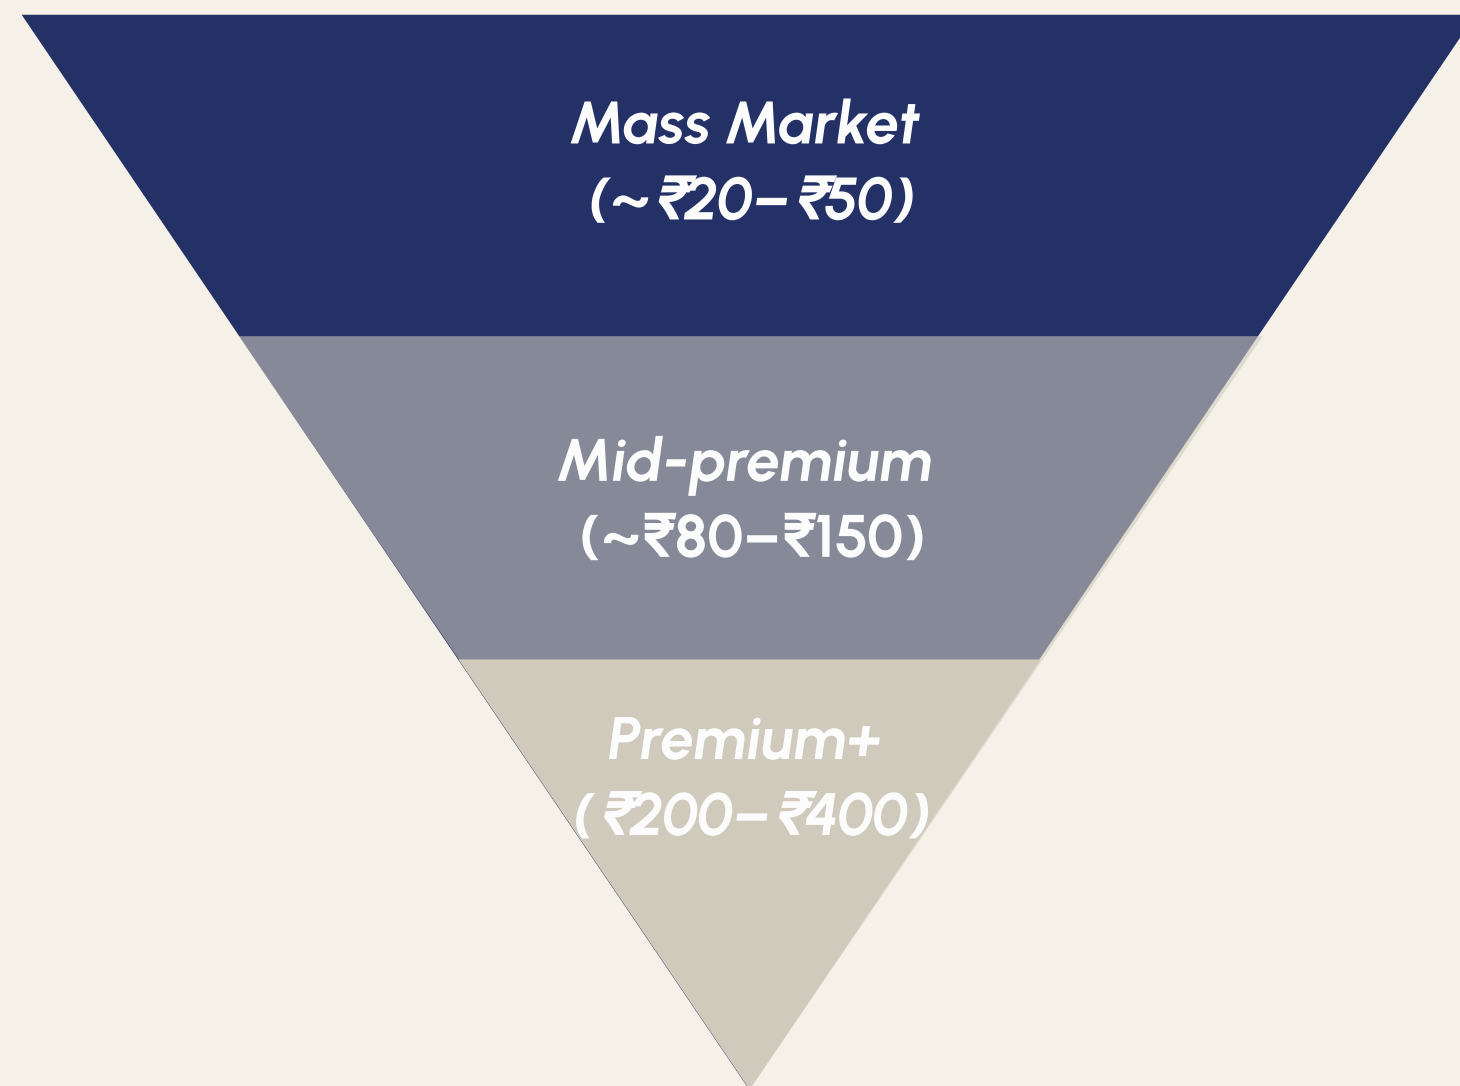 Mass Market
(~₹20–₹50)
Mid-premium
(~₹80–₹150)
Premium+
(₹200–₹400)